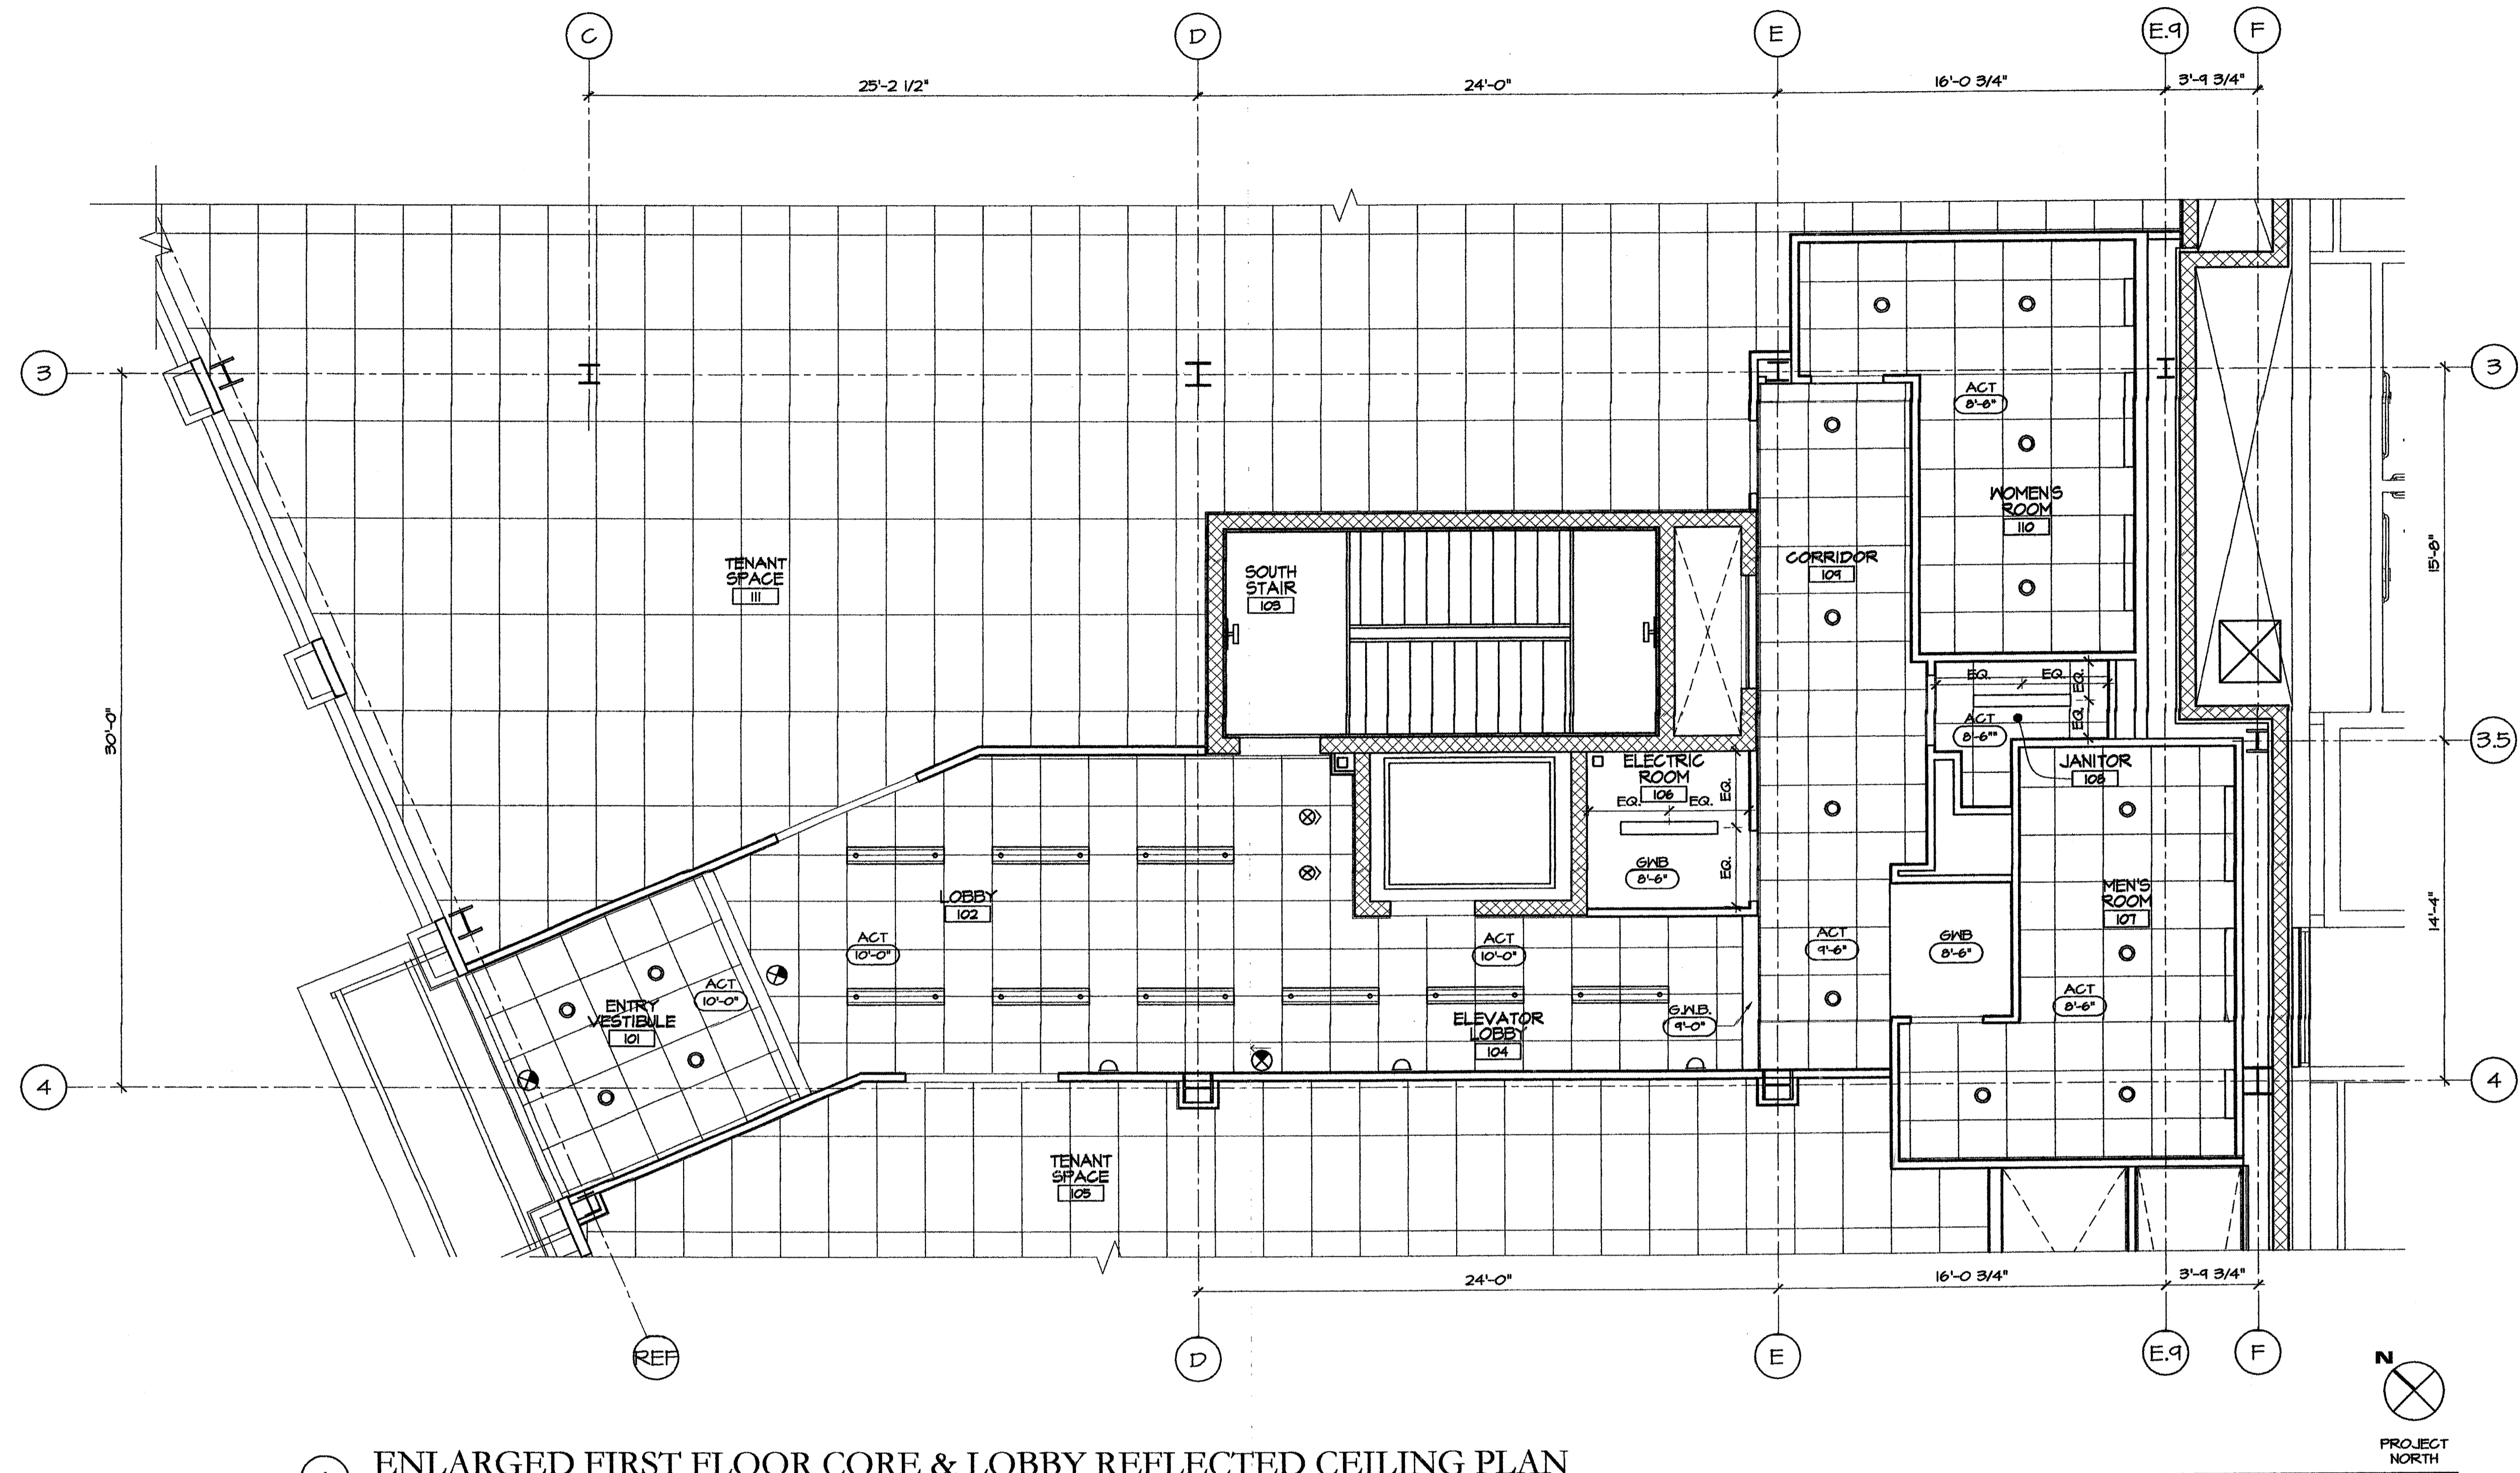 C
D
E
E.9
F
25'-2 1/2"
24'-0"
16'-0 3/4"
3'-9 3/4"
3
3
ACT
8'-8"
WOMEN'S
ROOM
110
TENANT
SPACE
111
SOUTH
STAIR
103
CORRIDOR
109
15'-8"
30'-0"
EQ.
EQ.
EQ.
EQ.
ACT
8'-6""
3.5
JANITOR
108
ELECTRIC
ROOM
106
EQ.
EQ.
EQ.
EQ.
GWB
8'-6"
LOBBY
102
MEN'S
ROOM
107
14'-4"
ACT
10'-0"
ACT
10'-0"
ACT
9'-6"
GWB
8'-6"
ACT
10'-0"
ACT
8'-6"
ENTRY
VESTIBULE
101
ELEVATOR
LOBBY
104
G.W.B.
9'-0"
4
4
TENANT
SPACE
105
24'-0"
16'-0 3/4"
3'-9 3/4"
REF
D
E
E.9
F
N
PROJECT
NORTH
ENLARGED FIRST FLOOR CORE & LOBBY REFLECTED CEILING PLAN